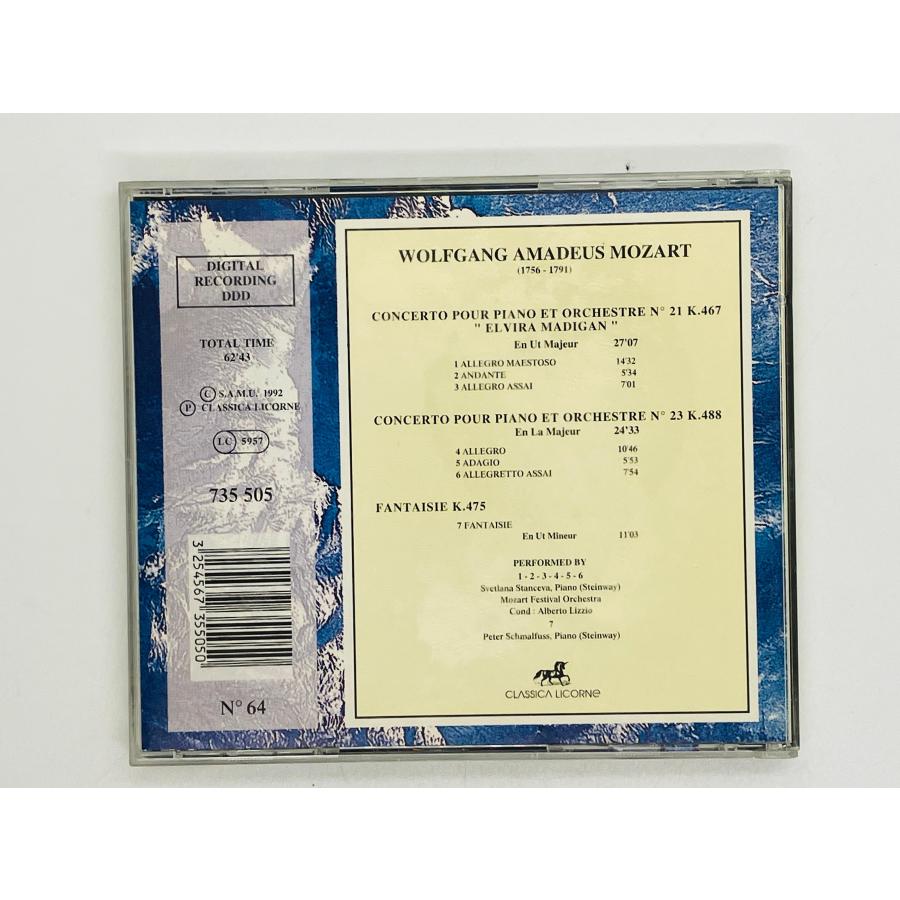 DIGITAL
RECORDING
DDD
TOTAL TIME
62'43
C S.A.M.U. 1992
P CLASSICA LICORNE
LC 5957
735 505
3 254567 355050
N° 64
WOLFGANG AMADEUS MOZART
(1756 - 1791)
CONCERTO POUR PIANO ET ORCHESTRE N° 21 K.467
" ELVIRA MADIGAN "
En Ut Majeur 27'07
1 ALLEGRO MAESTOSO 14'32
2 ANDANTE 5'34
3 ALLEGRO ASSAI 7'01
CONCERTO POUR PIANO ET ORCHESTRE N° 23 K.488
En La Majeur 24'33
4 ALLEGRO 10'46
5 ADAGIO 5'53
6 ALLEGRETTO ASSAI 7'54
FANTAISIE K.475
7 FANTAISIE
En Ut Mineur 11'03
PERFORMED BY
1 - 2 - 3 - 4 - 5 - 6
Svetlana Stanceva, Piano (Steinway)
Mozart Festival Orchestra
Cond : Alberto Lizzio
7
Peter Schmalfuss, Piano (Steinway)
CLASSICA LICORNE